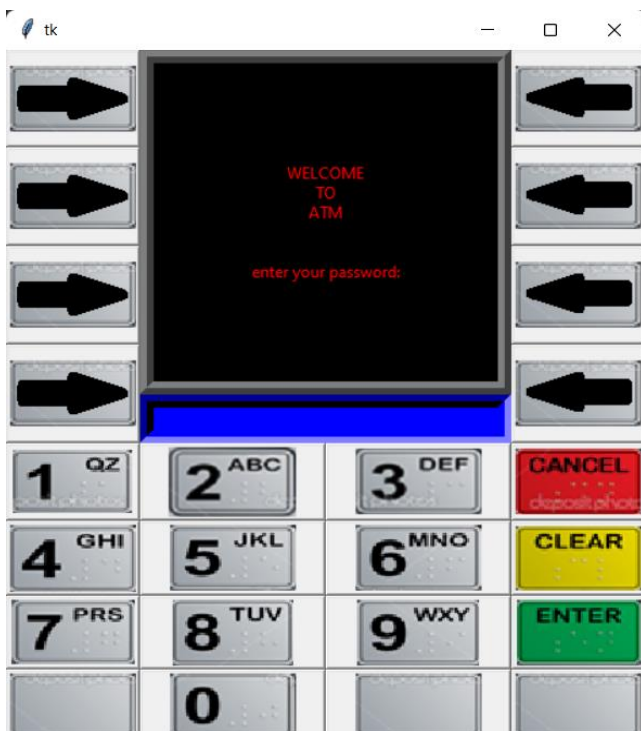 tk
WELCOME
TO
ATM
enter your password:
1 QZ 2 ABC 3 DEF CANCEL
4 GHI 5 JKL 6 MNO CLEAR
7 PRS 8 TUV 9 WXY ENTER
0